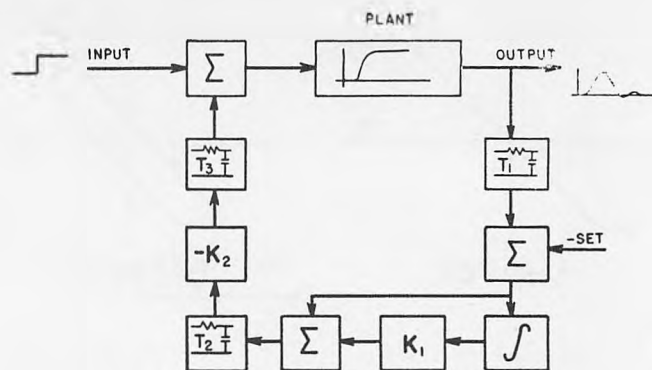 PLANT
INPUT
Σ
OUTPUT
T3
T1
-K2
Σ
-SET
T2
Σ
K1
∫